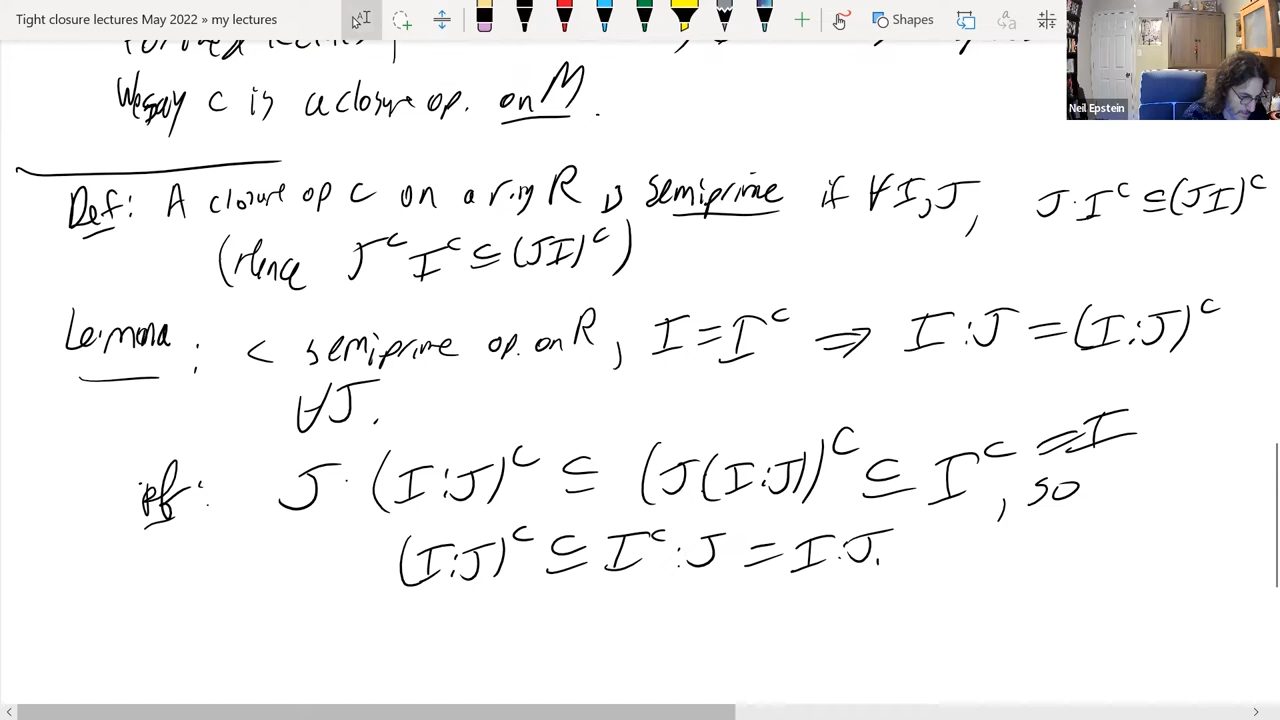 Tight closure lectures May 2022 » my lectures
Shapes
Neil Epstein
We say c is a closure op. on M.
Def: A closure op c on a ring R is semiprime if ∀I,J, J·I^c ⊆ (JI)^c
(Hence J^c I^c ⊆ (JI)^c)
Lemma: c semiprime op. on R, I = I^c ⇒ I:J = (I:J)^c
∀J.
pf: J·(I:J)^c ⊆ (J(I:J))^c ⊆ I^c = I, so
(I:J)^c ⊆ I^c:J = I:J.